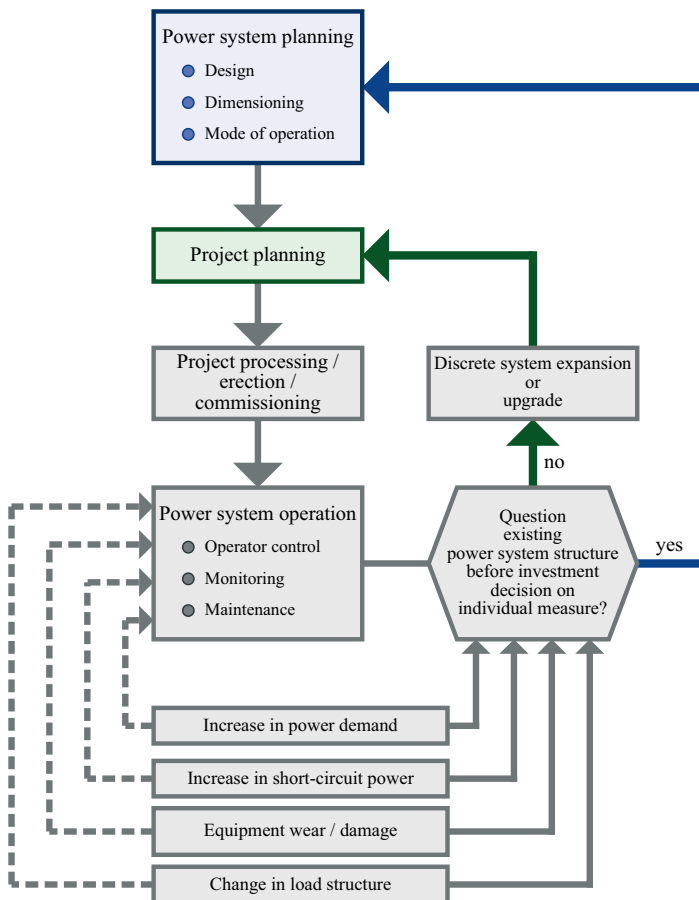 Power system planning
Design
Dimensioning
Mode of operation
Project planning
Project processing /
erection /
commissioning
Discrete system expansion
or
upgrade
no
Power system operation
Operator control
Monitoring
Maintenance
Question
existing
power system structure
before investment
decision on
individual measure?
yes
Increase in power demand
Increase in short-circuit power
Equipment wear / damage
Change in load structure